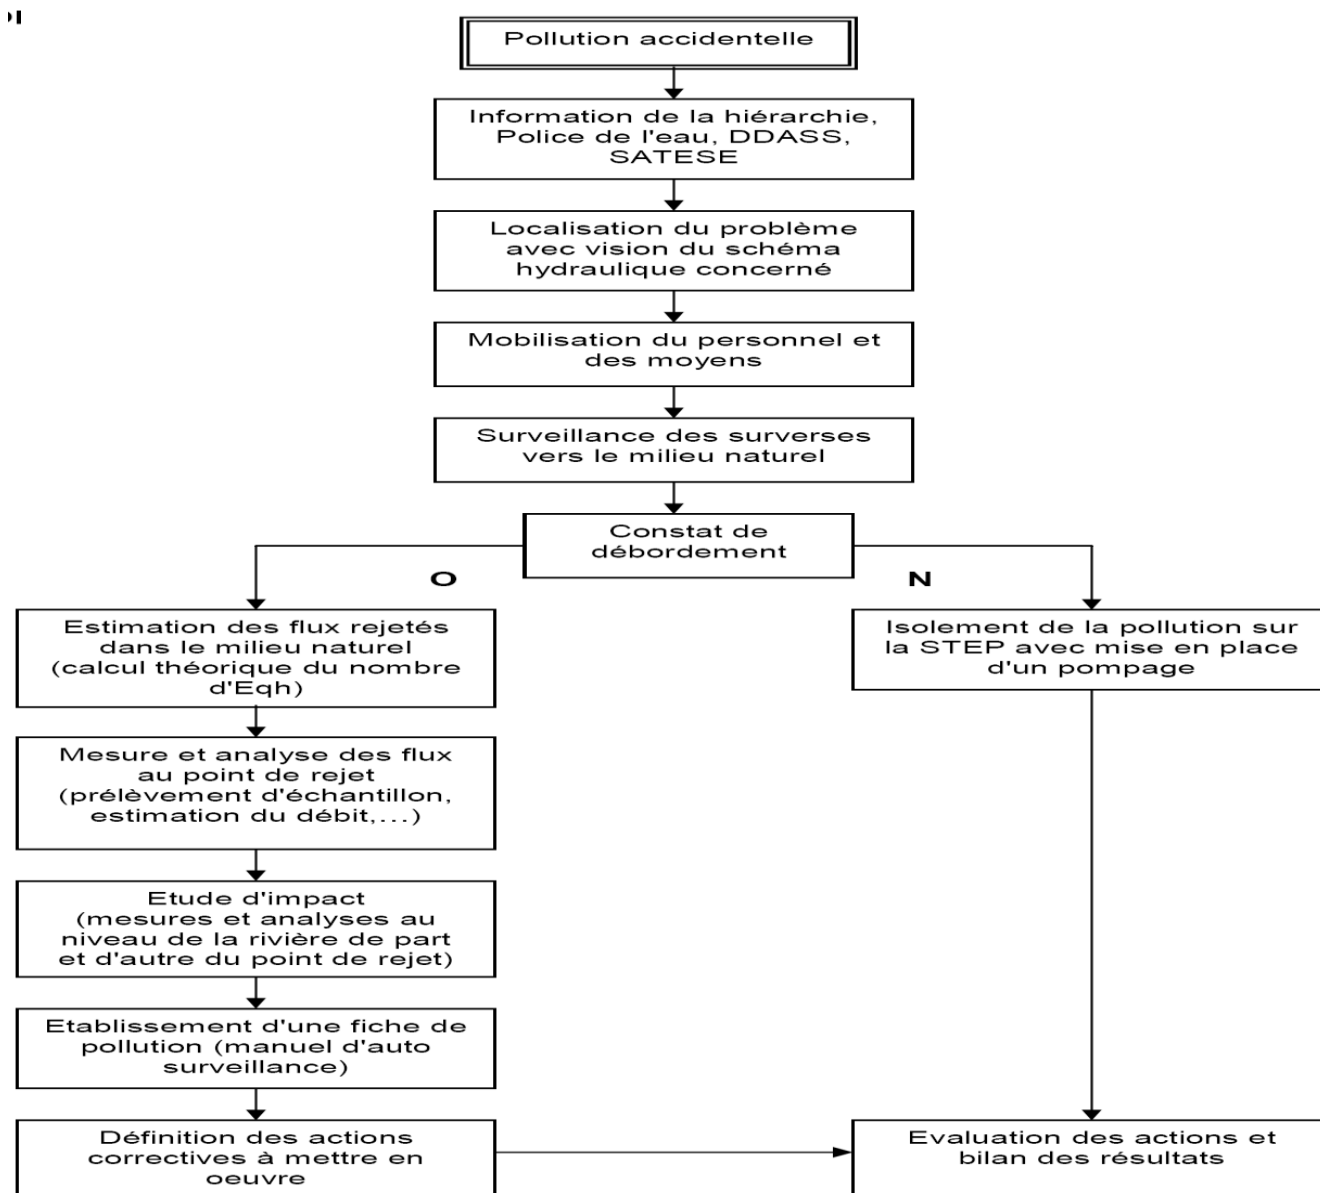 Pollution accidentelle
Information de la hiérarchie,
Police de l'eau, DDASS,
SATESE
Localisation du problème
avec vision du schéma
hydraulique concerné
Mobilisation du personnel et
des moyens
Surveillance des surverses
vers le milieu naturel
Constat de
débordement
O
N
Estimation des flux rejetés
dans le milieu naturel
(calcul théorique du nombre
d'Eqh)
Isolement de la pollution sur
la STEP avec mise en place
d'un pompage
Mesure et analyse des flux
au point de rejet
(prélèvement d'échantillon,
estimation du débit,...)
Etude d'impact
(mesures et analyses au
niveau de la rivière de part
et d'autre du point de rejet)
Etablissement d'une fiche de
pollution (manuel d'auto
surveillance)
Définition des actions
correctives à mettre en
oeuvre
Evaluation des actions et
bilan des résultats